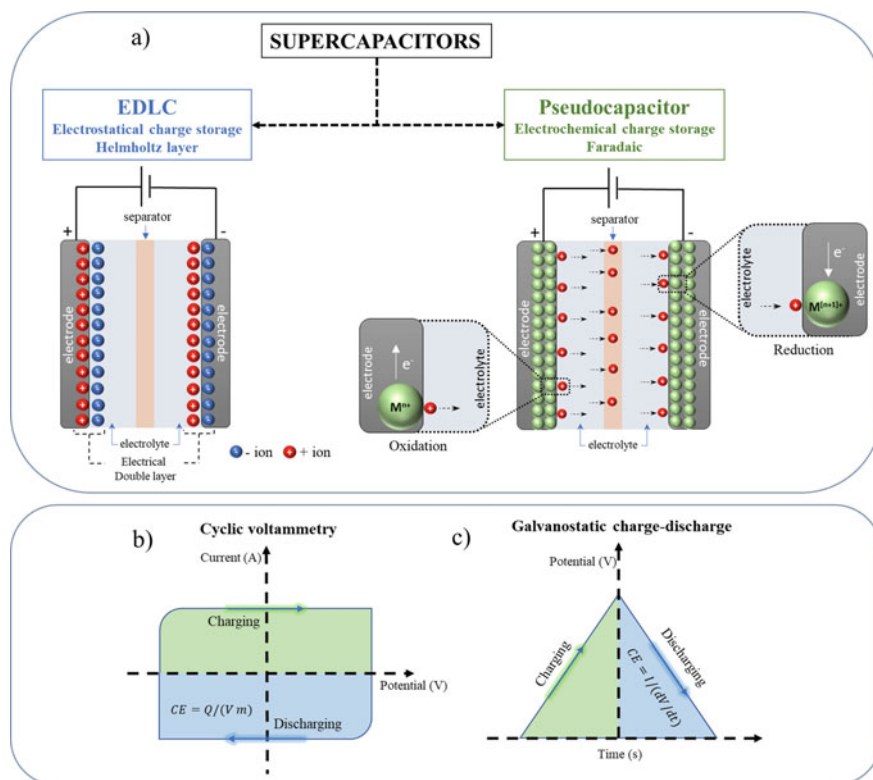 a)
SUPERCAPACITORS
EDLC
Electrostatical charge storage
Helmholtz layer
Pseudocapacitor
Electrochemical charge storage
Faradaic
separator
+
-
electrode
electrode
electrolyte
Electrical
Double layer
- ion
+ ion
separator
+
-
electrode
electrode
electrolyte
electrode
e-
Mn+
electrolyte
Oxidation
electrolyte
e-
M[n+1]+
electrode
Reduction
b)
Cyclic voltammetry
Current (A)
Charging
Potential (V)
CE = Q/(V m)
Discharging
c)
Galvanostatic charge-discharge
Potential (V)
Charging
Discharging
CE = I/(dV/dt)
Time (s)